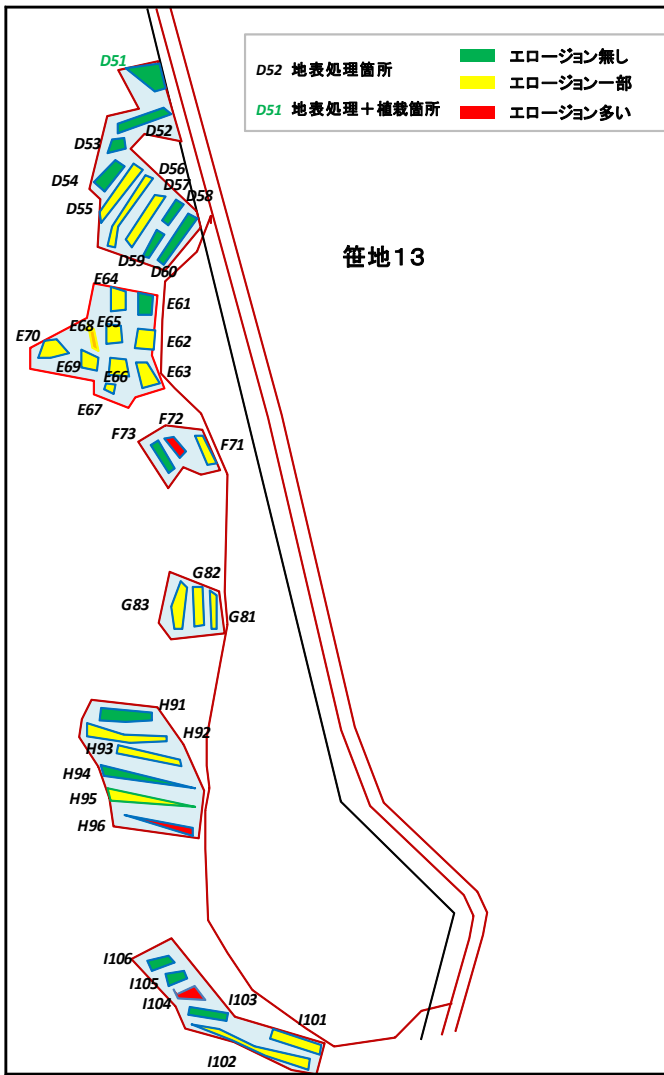 D51
D52 地表処理箇所
D51 地表処理＋植栽箇所
エロージョン無し
エロージョン一部
エロージョン多い
笹地13
D52
D53
D56
D57
D54
D58
D55
D59
D60
E64
E61
E68
E65
E70
E62
E69
E66
E63
E67
F72
F73
F71
G82
G83
G81
H91
H92
H93
H94
H95
H96
I106
I105
I104
I103
I101
I102